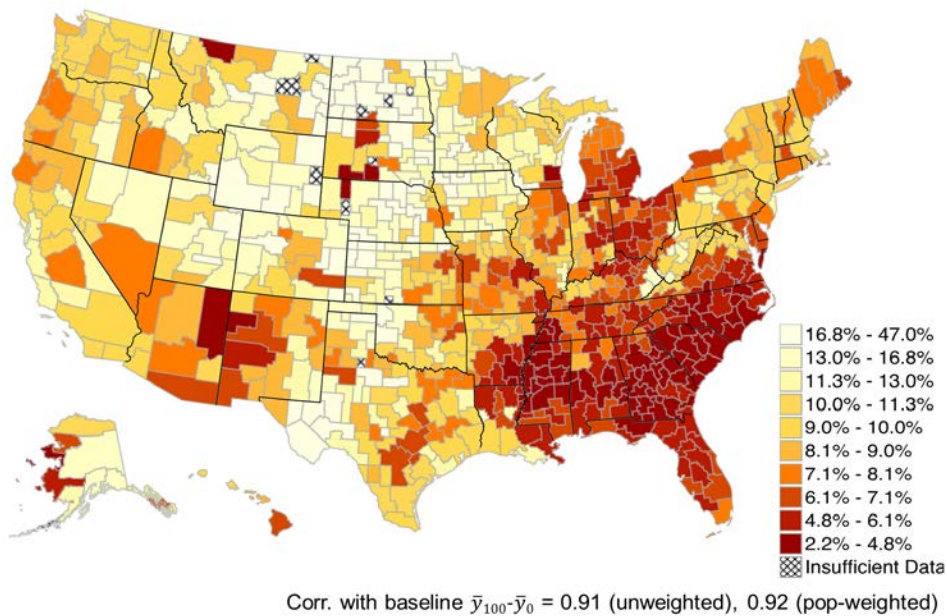 16.8% - 47.0%
13.0% - 16.8%
11.3% - 13.0%
10.0% - 11.3%
9.0% - 10.0%
8.1% - 9.0%
7.1% - 8.1%
6.1% - 7.1%
4.8% - 6.1%
2.2% - 4.8%
Insufficient Data
Corr. with baseline ȳ₁₀₀-ȳ₀ = 0.91 (unweighted), 0.92 (pop-weighted)